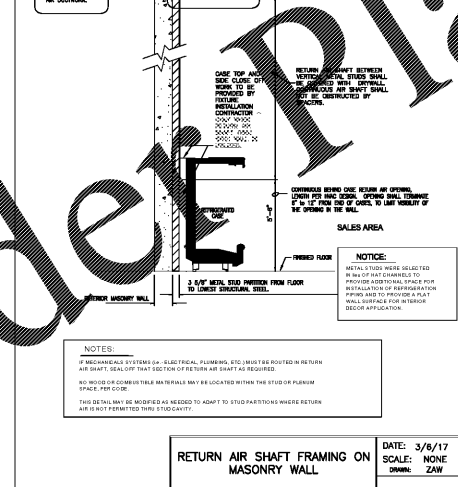 AIR DUCTWORK.
CASE TOP AND
SIDE CLOSE OFF
WORK TO BE
PROVIDED BY
FIXTURE
INSTALLATION
CONTRACTOR
RETURN AIR SHAFT BETWEEN
VERTICAL METAL STUDS SHALL
BE COVERED WITH DRYWALL.
CONTINUOUS AIR SHAFT SHALL
NOT BE OBSTRUCTED BY
SPACERS.
CONTINUOUS BEHIND CASE RETURN AIR OPENING,
LENGTH PER HVAC DESIGN. OPENING SHALL TERMINATE
8" to 12" FROM END OF CASES, TO LIMIT VISIBILITY OF
THE OPENING IN THE WALL.
REFRIGERATED
CASE
5'-8"
SALES AREA
FINISHED FLOOR
3 5/8" METAL STUD PARTITION FROM FLOOR
TO LOWEST STRUCTURAL STEEL.
EXTERIOR MASONRY WALL
NOTICE:
METAL STUDS WERE SELECTED
IN lieu OF HAT CHANNELS TO
PROVIDE ADDITIONAL SPACE FOR
INSTALLATION OF REFRIGERATION
PIPING AND TO PROVIDE A FLAT
WALL SURFACE FOR INTERIOR
DECOR APPLICATION.
NOTES:
IF MECHANICALS SYSTEMS (i.e.- ELECTRICAL, PLUMBING, ETC.) MUST BE ROUTED IN RETURN
AIR SHAFT, SEAL OFF THAT SECTION OF RETURN AIR SHAFT AS REQUIRED.
NO WOOD OR COMBUSTIBLE MATERIALS MAY BE LOCATED WITHIN THE STUD OR PLENUM
SPACE, PER CODE.
THIS DETAIL MAY BE MODIFIED AS NEEDED TO ADAPT TO STUD PARTITIONS WHERE RETURN
AIR IS NOT PERMITTED THRU STUD CAVITY.
RETURN AIR SHAFT FRAMING ON
MASONRY WALL
DATE: 3/6/17
SCALE: NONE
DRAWN: ZAW
der Pla